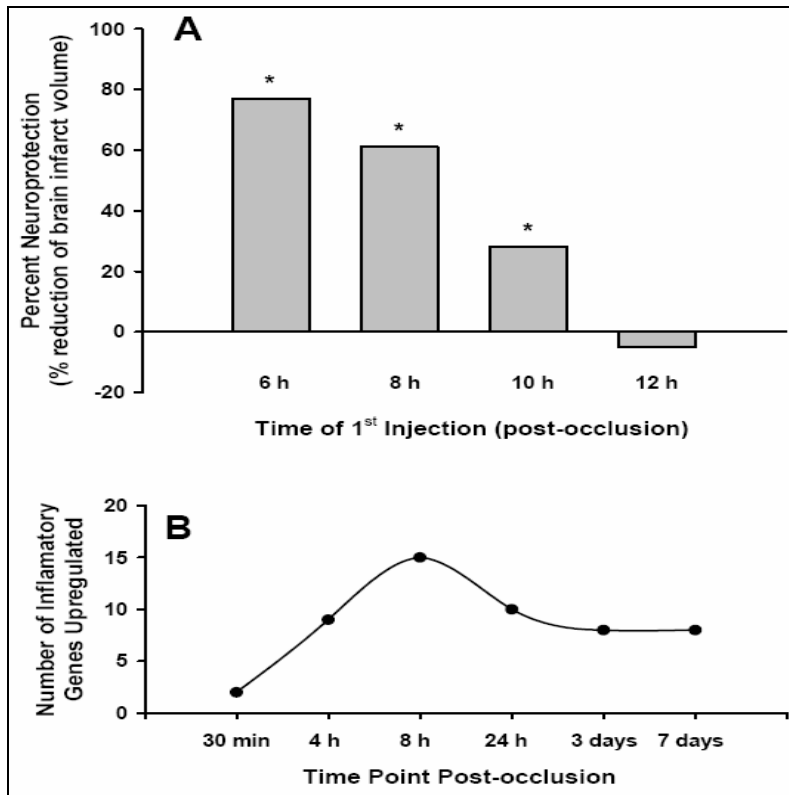 A
Percent Neuroprotection
(% reduction of brain infarct volume)
100
80
60
40
20
0
-20
*
*
*
6 h 8 h 10 h 12 h
Time of 1st Injection (post-occlusion)
B
Number of Inflamatory
Genes Upregulated
20
15
10
5
0
30 min 4 h 8 h 24 h 3 days 7 days
Time Point Post-occlusion